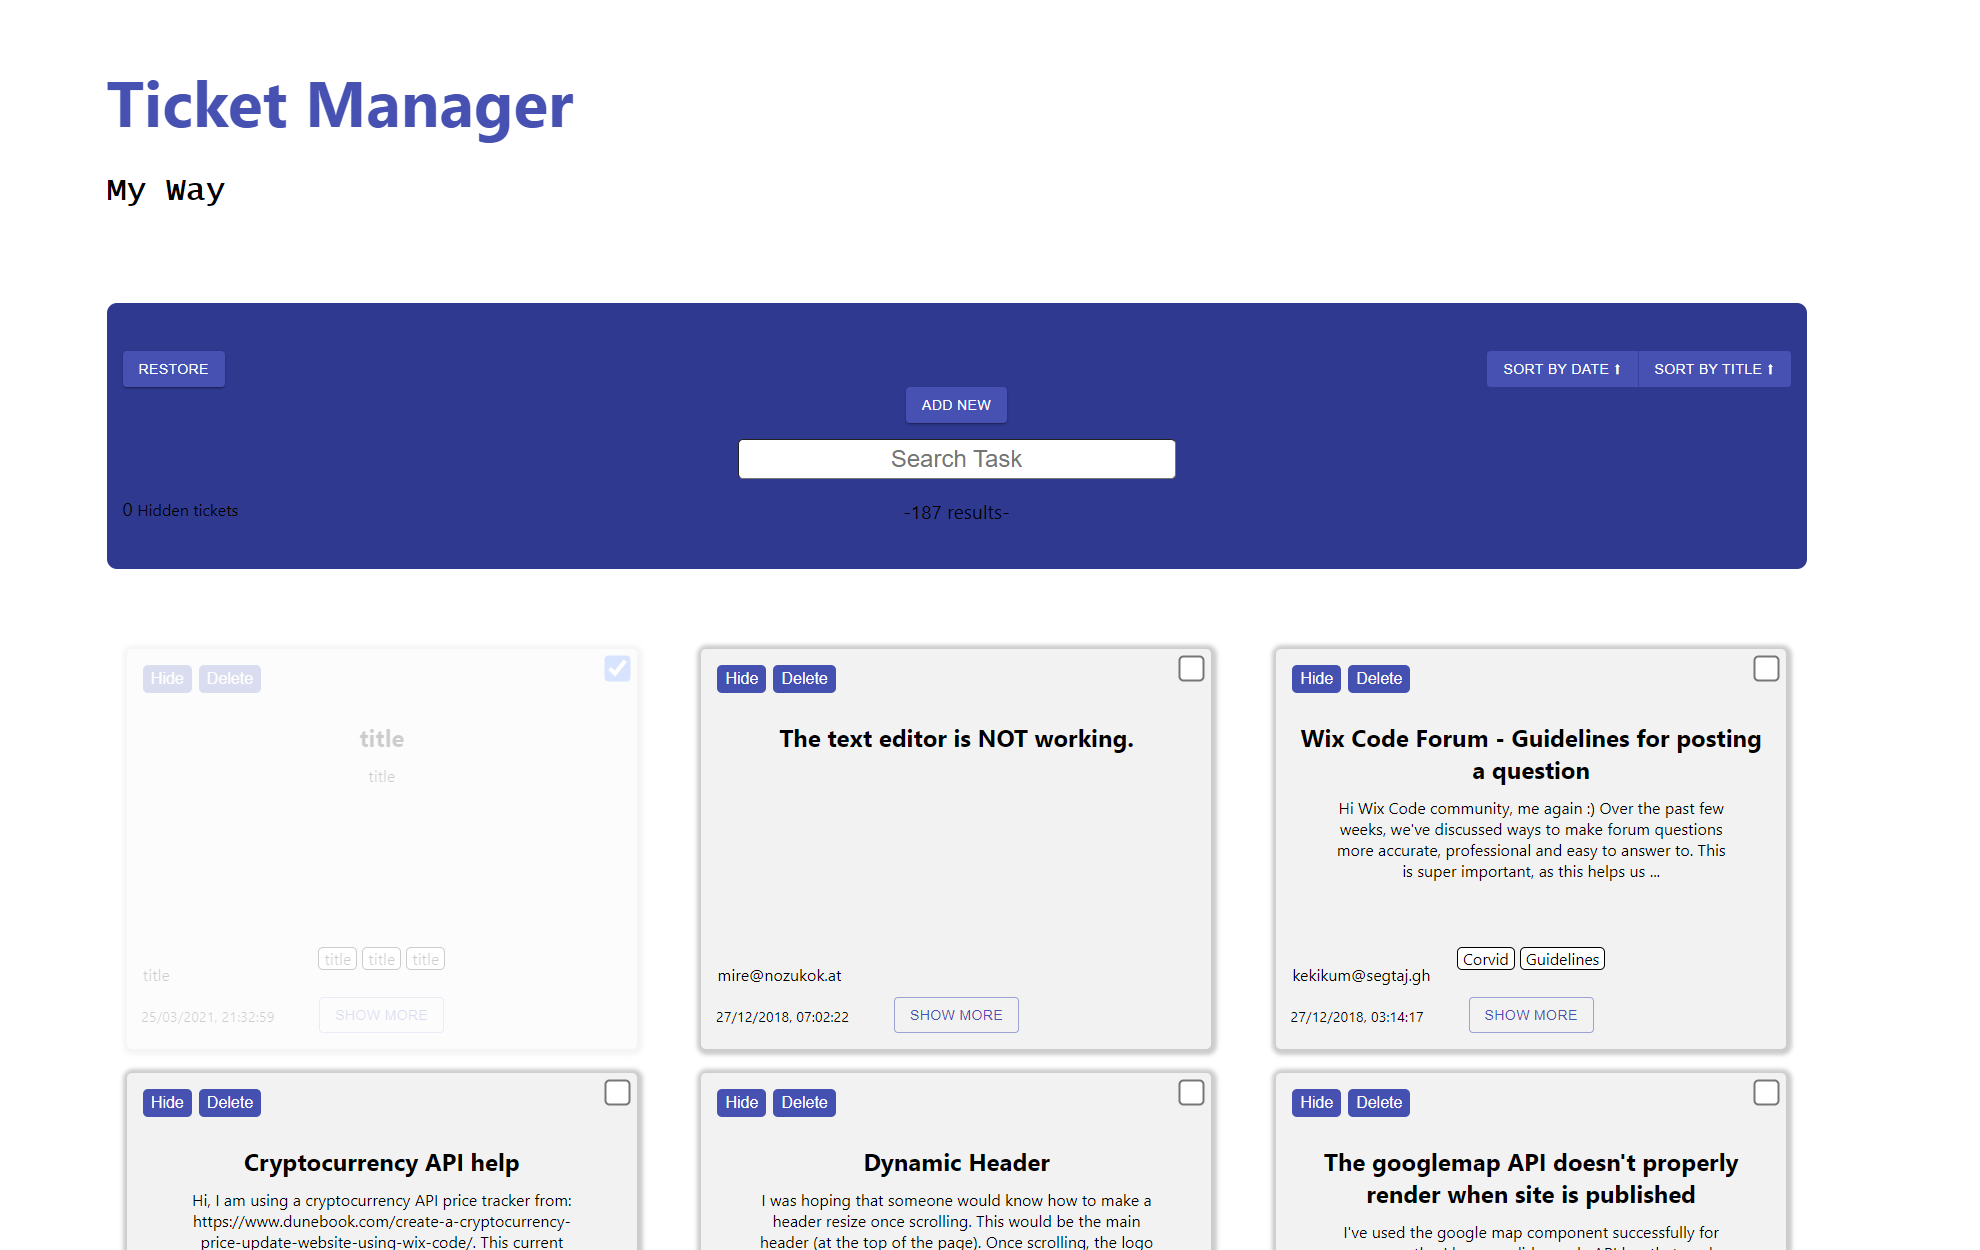 Ticket Manager
My Way
RESTORE
SORT BY DATE ⬆ SORT BY TITLE ⬆
ADD NEW
Search Task
0 Hidden tickets
-187 results-
Hide Delete
title
title
title title title
title
25/03/2021, 21:32:59
SHOW MORE
Hide Delete
The text editor is NOT working.
mire@nozukok.at
27/12/2018, 07:02:22
SHOW MORE
Hide Delete
Wix Code Forum - Guidelines for posting
a question
Hi Wix Code community, me again :) Over the past few
weeks, we've discussed ways to make forum questions
more accurate, professional and easy to answer to. This
is super important, as this helps us ...
Corvid Guidelines
kekikum@segtaj.gh
27/12/2018, 03:14:17
SHOW MORE
Hide Delete
Cryptocurrency API help
Hi, I am using a cryptocurrency API price tracker from:
https://www.dunebook.com/create-a-cryptocurrency-
price-update-website-using-wix-code/. This current
Hide Delete
Dynamic Header
I was hoping that someone would know how to make a
header resize once scrolling. This would be the main
header (at the top of the page). Once scrolling, the logo
Hide Delete
The googlemap API doesn't properly
render when site is published
I've used the google map component successfully for